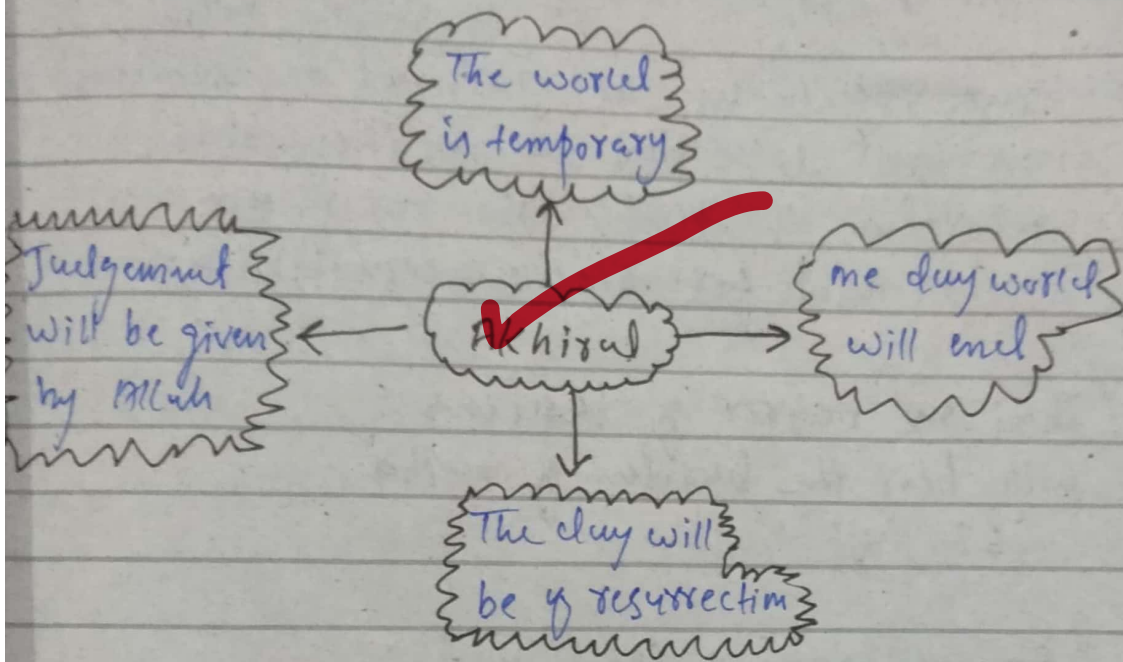 The world
is temporary
Judgement
will be given
by Allah
Akhirah
one day world
will end
The day will
be of resurrection